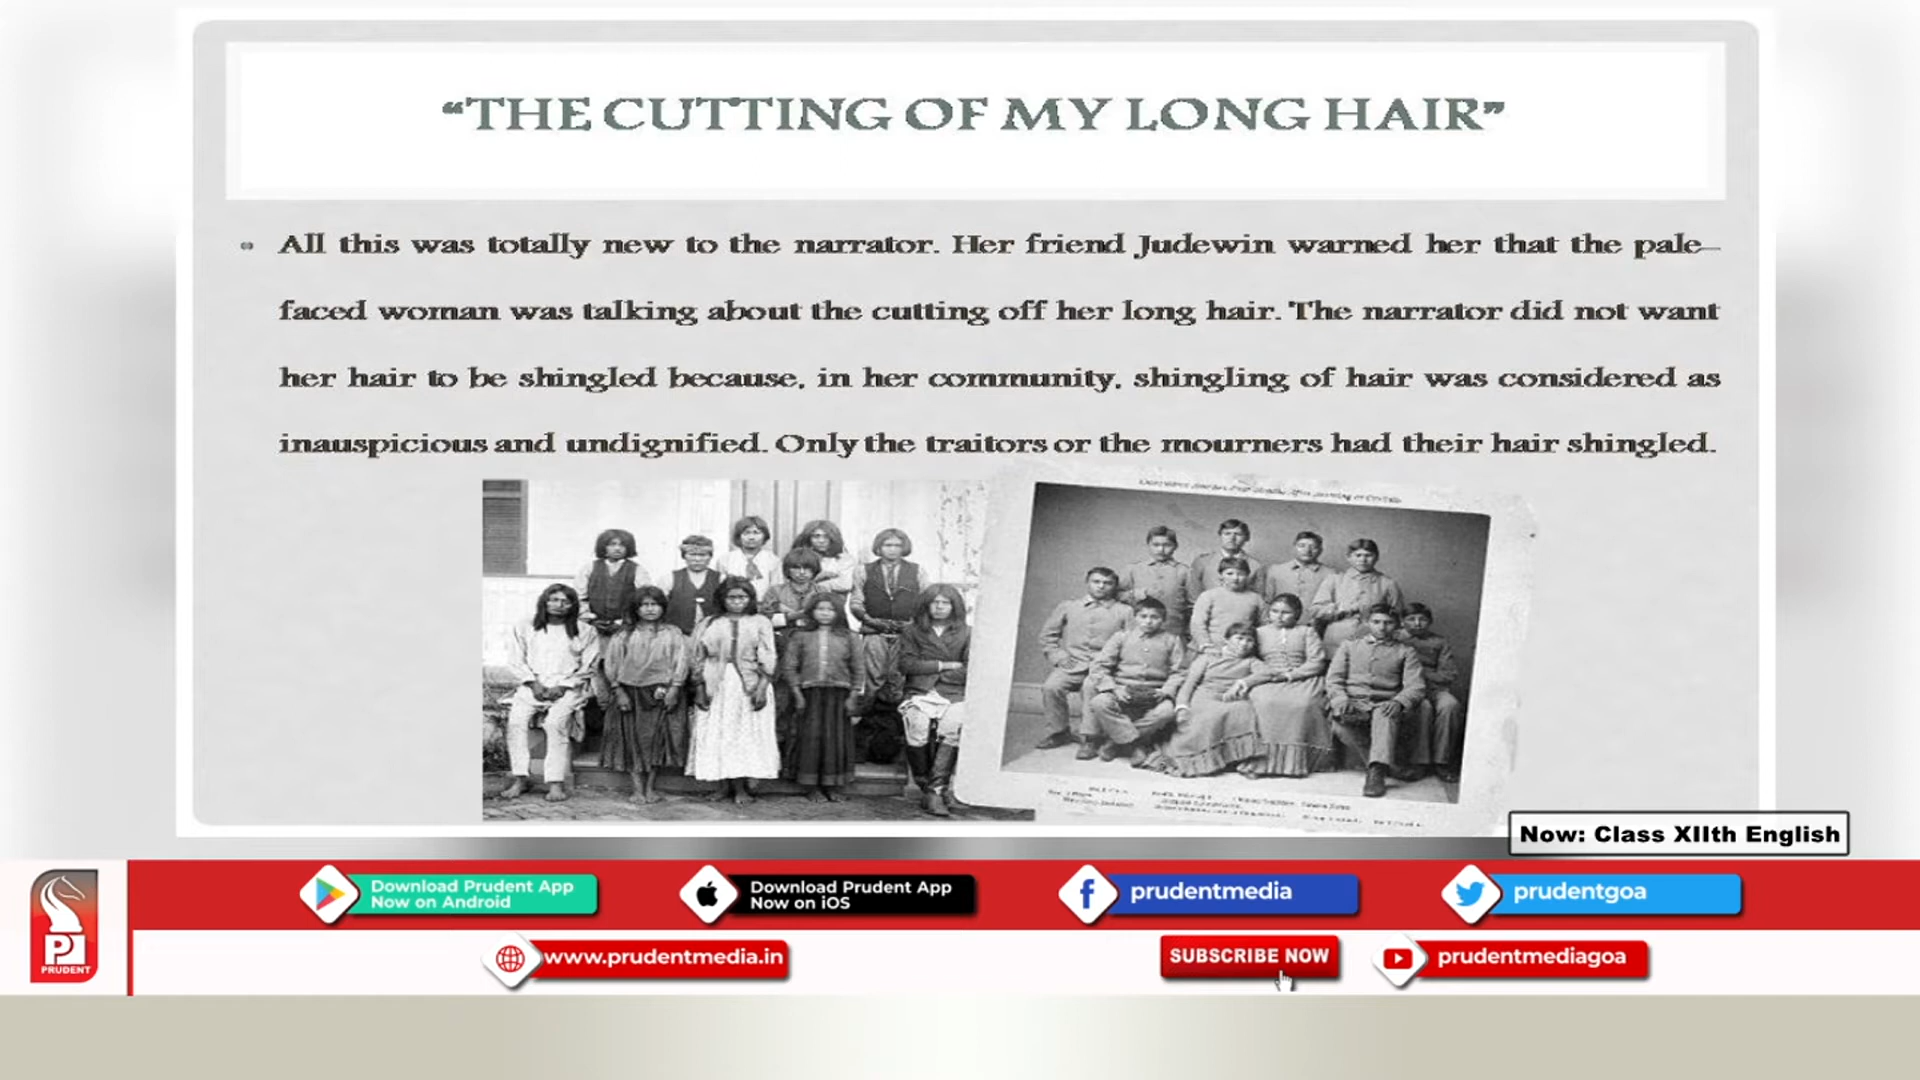 “THE CUTTING OF MY LONG HAIR”
All this was totally new to the narrator. Her friend Judewin warned her that the pale–
faced woman was talking about the cutting off her long hair. The narrator did not want
her hair to be shingled because, in her community, shingling of hair was considered as
inauspicious and undignified. Only the traitors or the mourners had their hair shingled.
Now: Class XIIth English
Download Prudent App
Now on Android
Download Prudent App
Now on iOS
prudentmedia
prudentgoa
PRUDENT
www.prudentmedia.in
SUBSCRIBE NOW
prudentmediagoa